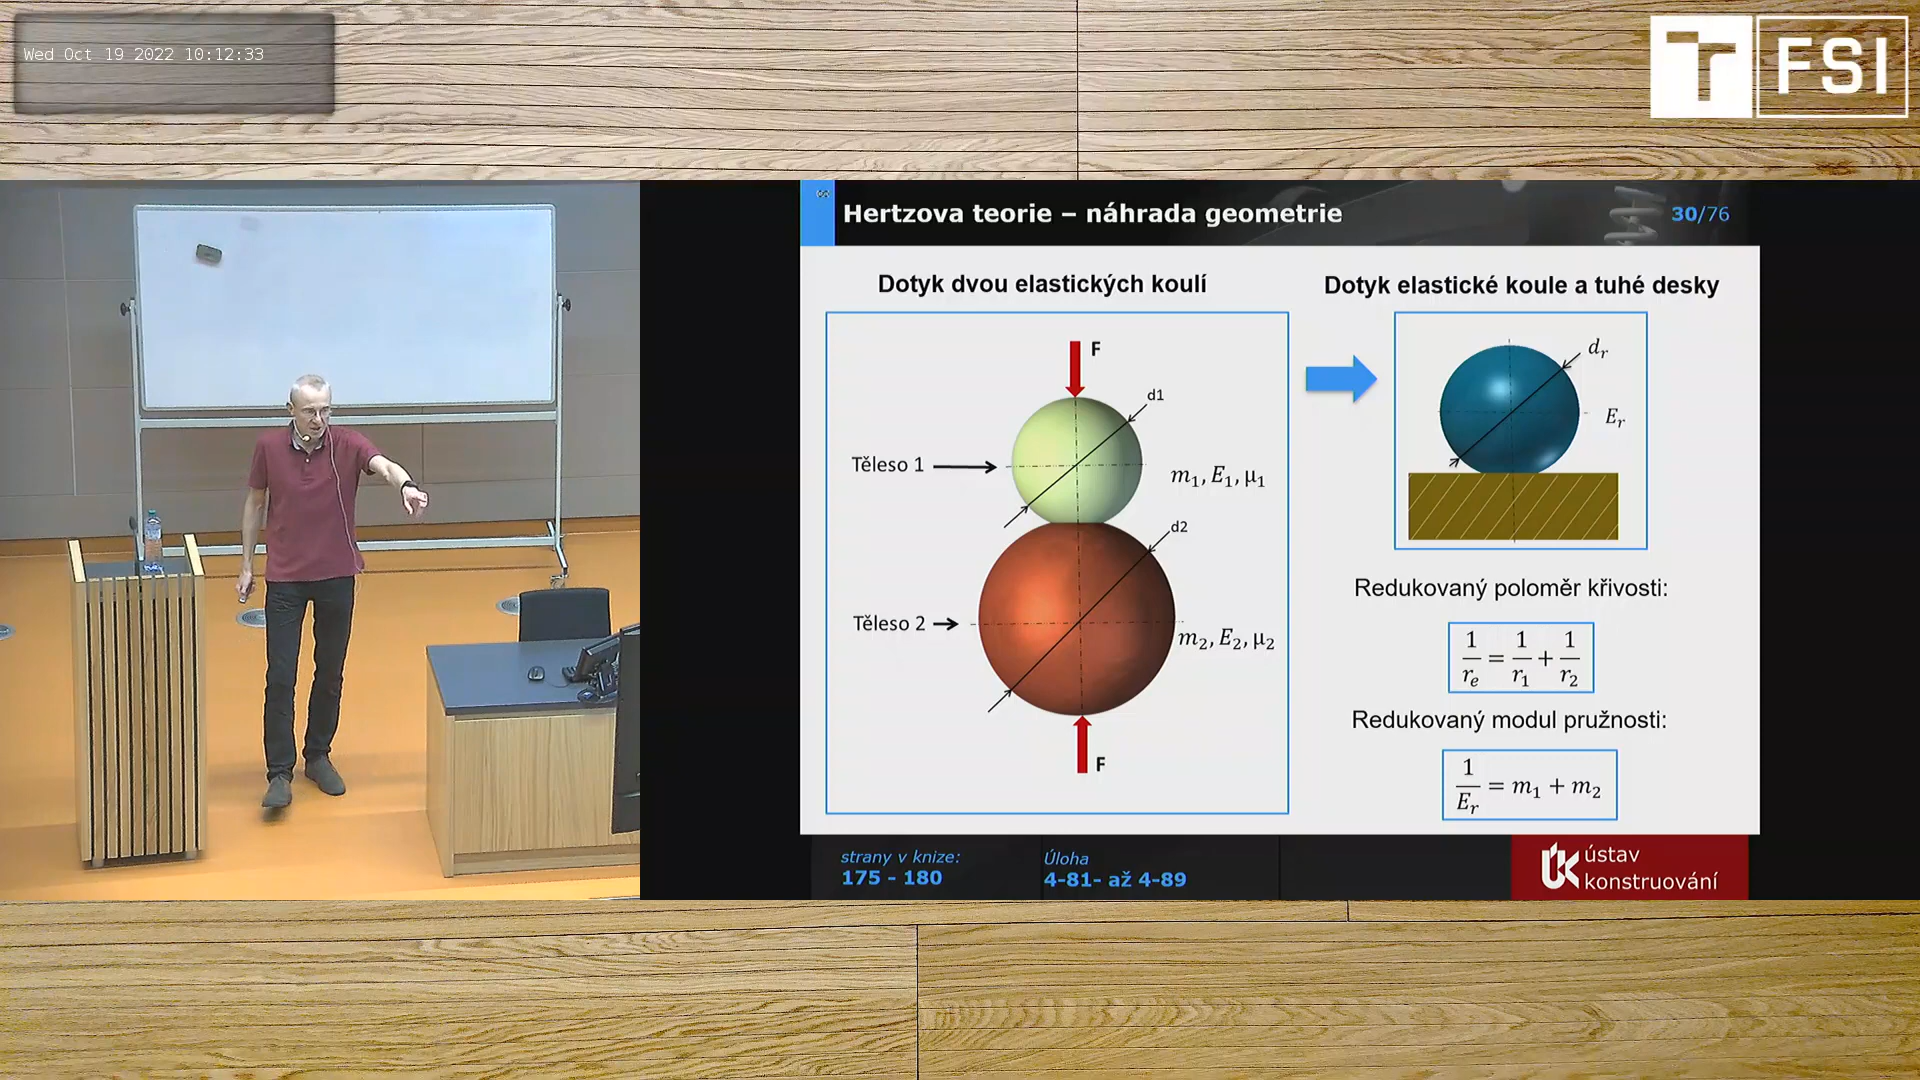 Wed Oct 19 2022 10:12:33
T FSI
Hertzova teorie – náhrada geometrie
30/76
Dotyk dvou elastických koulí
Dotyk elastické koule a tuhé desky
F
d1
Těleso 1
m₁, E₁, μ₁
d2
Těleso 2
m₂, E₂, μ₂
F
dᵣ
Eᵣ
Redukovaný poloměr křivosti:
1/rₑ = 1/r₁ + 1/r₂
Redukovaný modul pružnosti:
1/Eᵣ = m₁ + m₂
strany v knize:
175 - 180
Úloha
4-81- až 4-89
ÚK ústav
konstruování